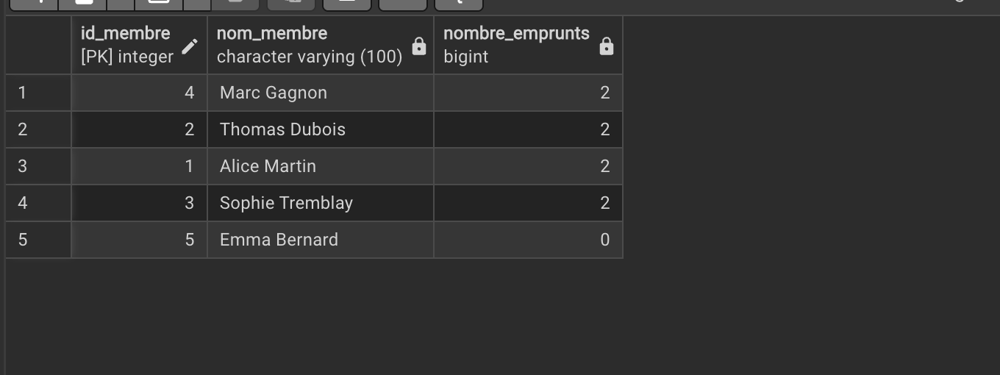 id_membre nom_membre nombre_emprunts
[PK] integer character varying (100) bigint
1 4 Marc Gagnon 2
2 2 Thomas Dubois 2
3 1 Alice Martin 2
4 3 Sophie Tremblay 2
5 5 Emma Bernard 0